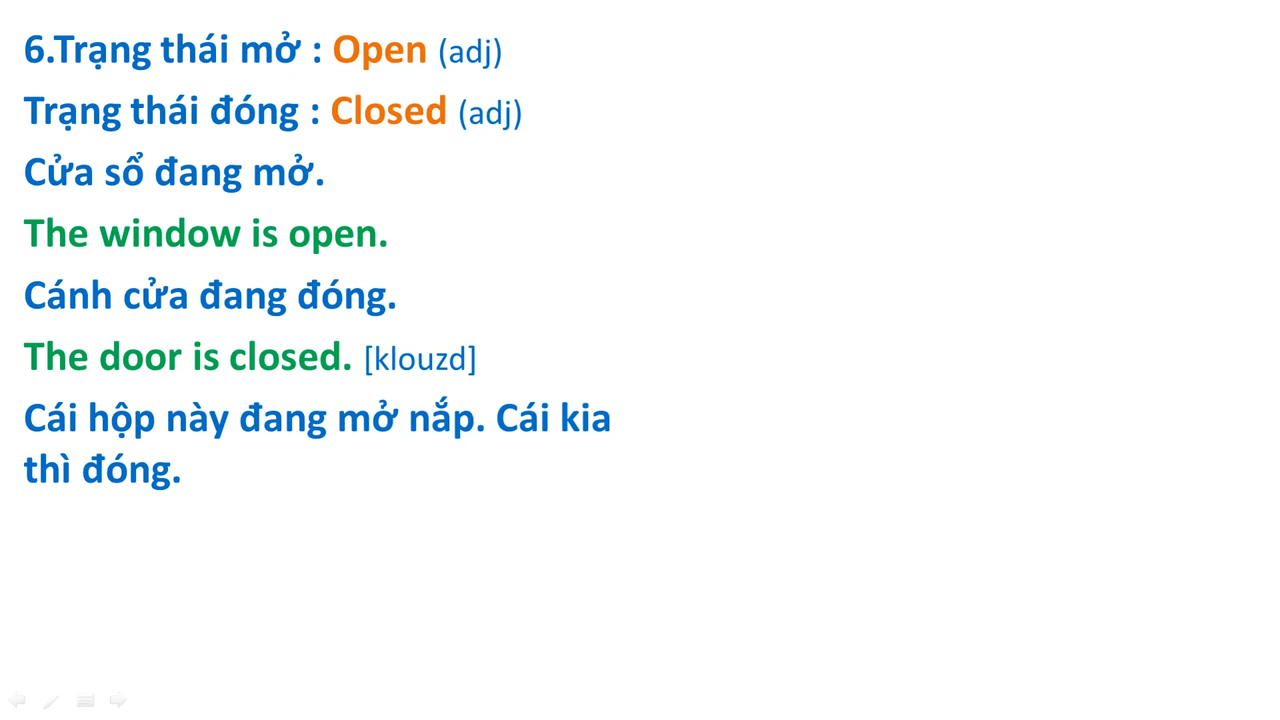 6.Trạng thái mở : Open (adj)
Trạng thái đóng : Closed (adj)
Cửa sổ đang mở.
The window is open.
Cánh cửa đang đóng.
The door is closed. [klouzd]
Cái hộp này đang mở nắp. Cái kia
thì đóng.